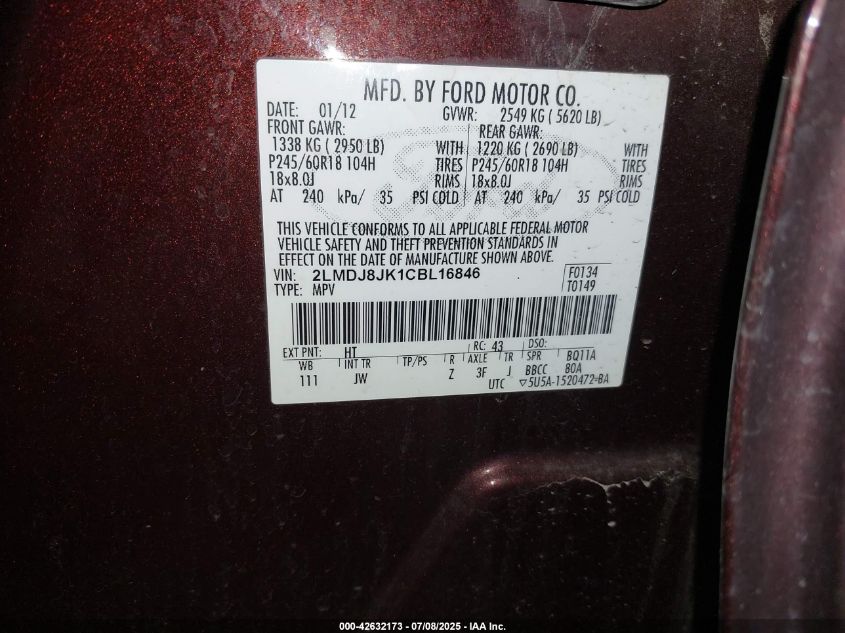 MFD. BY FORD MOTOR CO.
DATE: 01/12 GVWR: 2549 KG ( 5620 LB)
FRONT GAWR: REAR GAWR:
1338 KG ( 2950 LB) WITH 1220 KG ( 2690 LB) WITH
P245/60R18 104H TIRES P245/60R18 104H TIRES
18x8.0J RIMS 18x8.0J RIMS
AT 240 kPa/ 35 PSI COLD AT 240 kPa/ 35 PSI COLD
THIS VEHICLE CONFORMS TO ALL APPLICABLE FEDERAL MOTOR
VEHICLE SAFETY AND THEFT PREVENTION STANDARDS IN
EFFECT ON THE DATE OF MANUFACTURE SHOWN ABOVE.
VIN: 2LMDJ8JK1CBL16846 F0134
TYPE: MPV T0149
EXT PNT: HT RC: 43 DSO:
WB INT TR TP/PS R AXLE TR SPR BQ11A
111 JW Z 3F J BBCC 80A
UTC ▽5U5A-1520472-BA
000-42632173 - 07/08/2025 - IAA Inc.